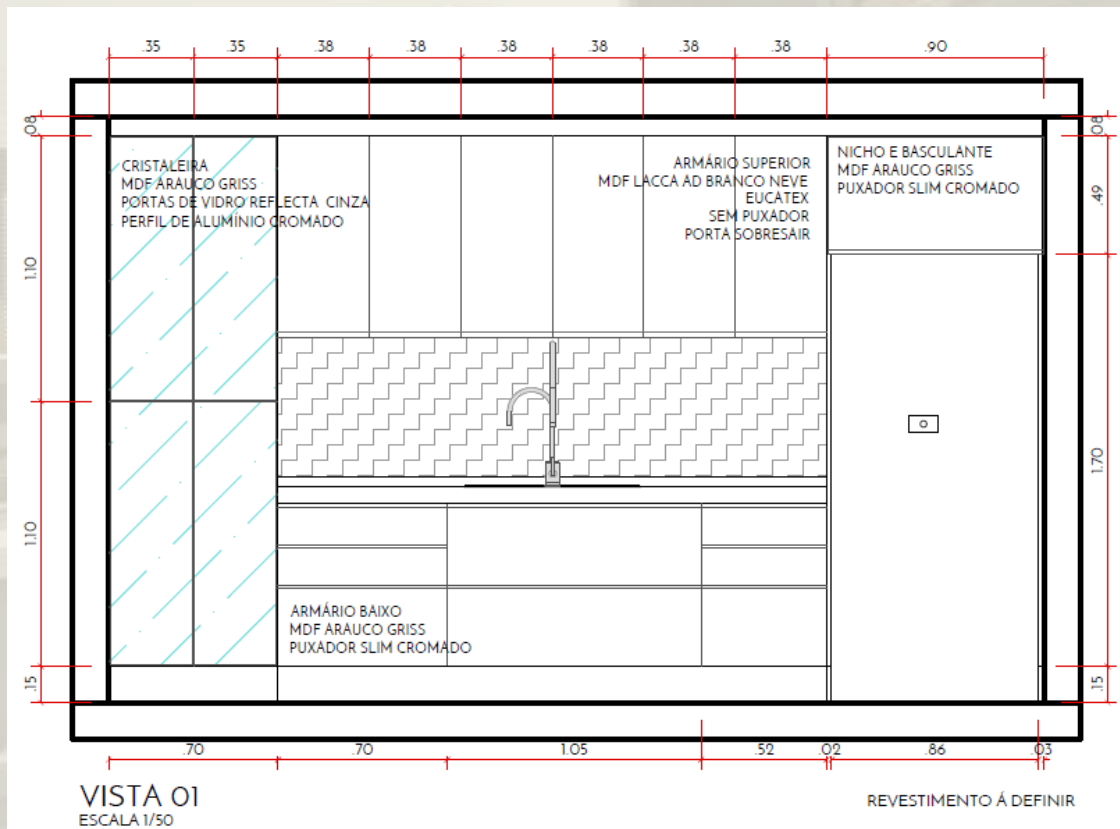 .35 .35 .38 .38 .38 .38 .38 .38 .90
.08 .08
CRISTALEIRA
MDF ARAUCO GRISS
PORTAS DE VIDRO REFLECTA CINZA
PERFIL DE ALUMÍNIO CROMADO
ARMÁRIO SUPERIOR
MDF LACCA AD BRANCO NEVE
EUCATEX
SEM PUXADOR
PORTA SOBRESAIR
NICHO E BASCULANTE
MDF ARAUCO GRISS
PUXADOR SLIM CROMADO
.49
1.10
1.70
1.10
ARMÁRIO BAIXO
MDF ARAUCO GRISS
PUXADOR SLIM CROMADO
.15 .15
.70 .70 1.05 .52 .02 .86 .03
VISTA 01
ESCALA 1/50
REVESTIMENTO Á DEFINIR